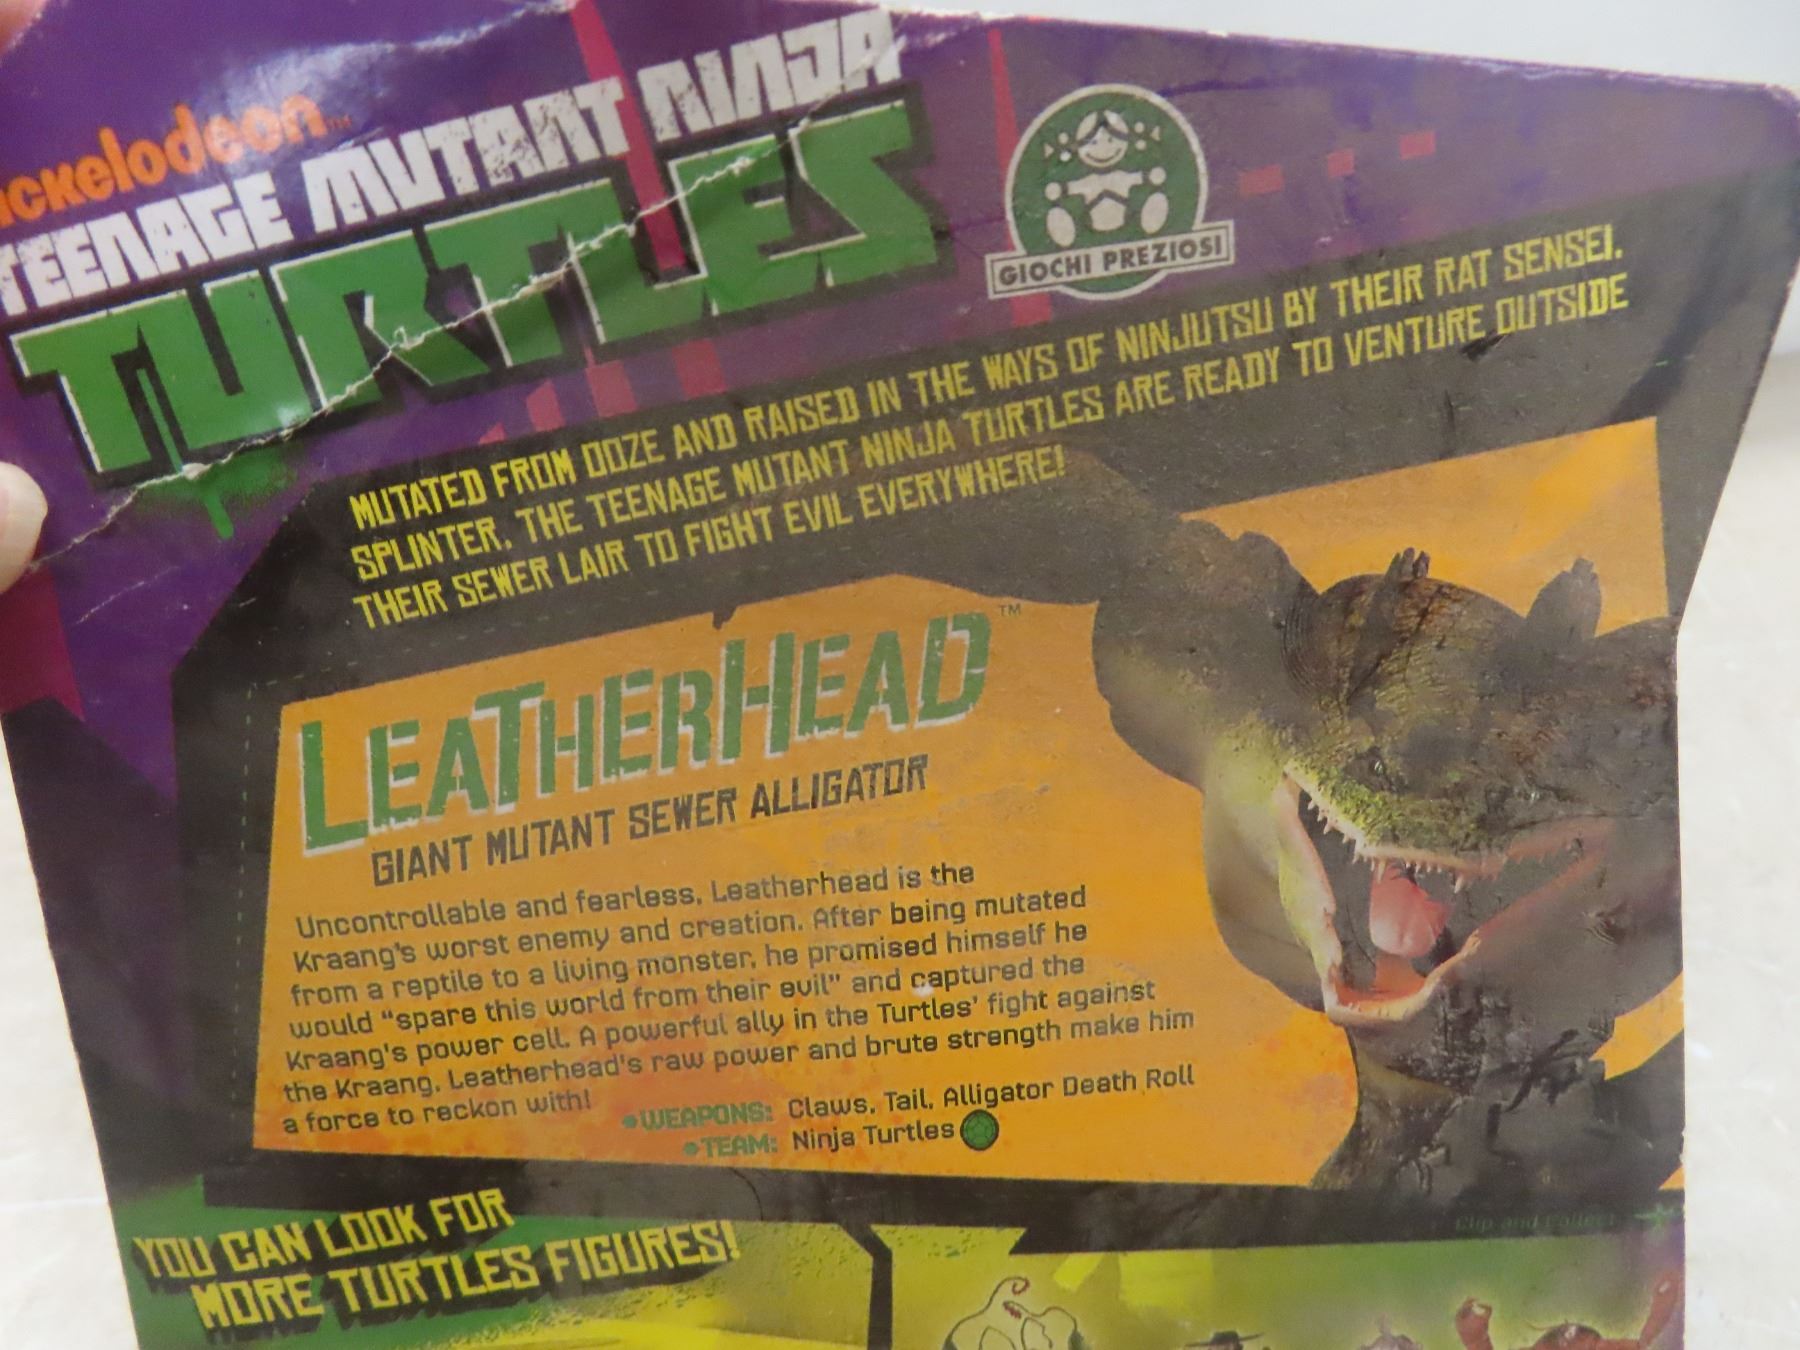 nickelodeon™
TEENAGE MUTANT NINJA
TURTLES
GIOCHI PREZIOSI
MUTATED FROM OOZE AND RAISED IN THE WAYS OF NINJUTSU BY THEIR RAT SENSEI,
SPLINTER, THE TEENAGE MUTANT NINJA TURTLES ARE READY TO VENTURE OUTSIDE
THEIR SEWER LAIR TO FIGHT EVIL EVERYWHERE!
LEATHERHEAD™
GIANT MUTANT SEWER ALLIGATOR
Uncontrollable and fearless, Leatherhead is the
Kraang's worst enemy and creation. After being mutated
from a reptile to a living monster, he promised himself he
would “spare this world from their evil” and captured the
Kraang's power cell. A powerful ally in the Turtles’ fight against
the Kraang, Leatherhead's raw power and brute strength make him
a force to reckon with!
•WEAPONS: Claws, Tail, Alligator Death Roll
•TEAM: Ninja Turtles
Clip and Collect
YOU CAN LOOK FOR
MORE TURTLES FIGURES!